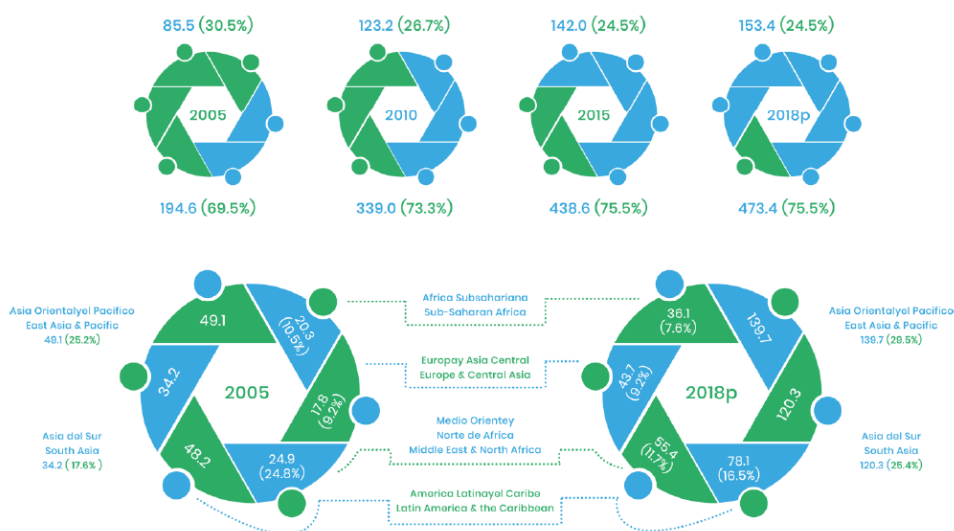 85.5 (30.5%)
123.2 (26.7%)
142.0 (24.5%)
153.4 (24.5%)
2005
2010
2015
2018p
194.6 (69.5%)
339.0 (73.3%)
438.6 (75.5%)
473.4 (75.5%)
Asia Orientalyel Pacifico
East Asia & Pacific
49.1 (25.2%)
Asia del Sur
South Asia
34.2 (17.6%)
49.1
20.3
(10.5%)
34.2
2005
17.8
(9.2%)
48.2
24.9
(24.8%)
Africa Subsahariana
Sub-Saharan Africa
Europay Asia Central
Europe & Central Asia
Medio Orientey
Norte de Africa
Middle East & North Africa
America Latinayel Caribe
Latin America & the Caribbean
36.1
(7.6%)
139.7
43.7
(9.2%)
2018p
120.3
55.4
(11.7%)
78.1
(16.5%)
Asia Orientalyel Pacifico
East Asia & Pacific
139.7 (29.5%)
Asia del Sur
South Asia
120.3 (25.4%)